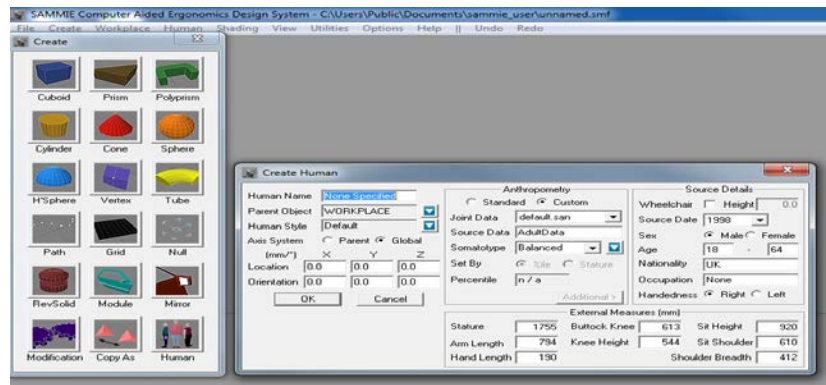 SAMMIE Computer Aided Ergonomics Design System - C:\Users\Public\Documents\sammie_user\unnamed.smf
File Create Workplace Human Shading View Utilities Options Help || Undo Redo
Create
Cuboid Prism Polyprism
Cylinder Cone Sphere
H'Sphere Vertex Tube
Path Grid Null
RevSolid Module Mirror
Modification Copy As Human
Create Human
Human Name None Specified
Parent Object WORKPLACE
Human Style Default
Axis System Parent Global
(mm/°) X Y Z
Location 0.0 0.0 0.0
Orientation 0.0 0.0 0.0
OK Cancel
Anthropometry
Standard Custom
Joint Data default.san
Source Data AdultData
Somatotype Balanced
Set By %ile Stature
Percentile n / a
Additional >
Source Details
Wheelchair Height 0.0
Source Date 1998
Sex Male Female
Age 18 - 64
Nationality UK
Occupation None
Handedness Right Left
External Measures (mm)
Stature 1755 Buttock Knee 613 Sit Height 920
Arm Length 794 Knee Height 544 Sit Shoulder 610
Hand Length 190 Shoulder Breadth 412